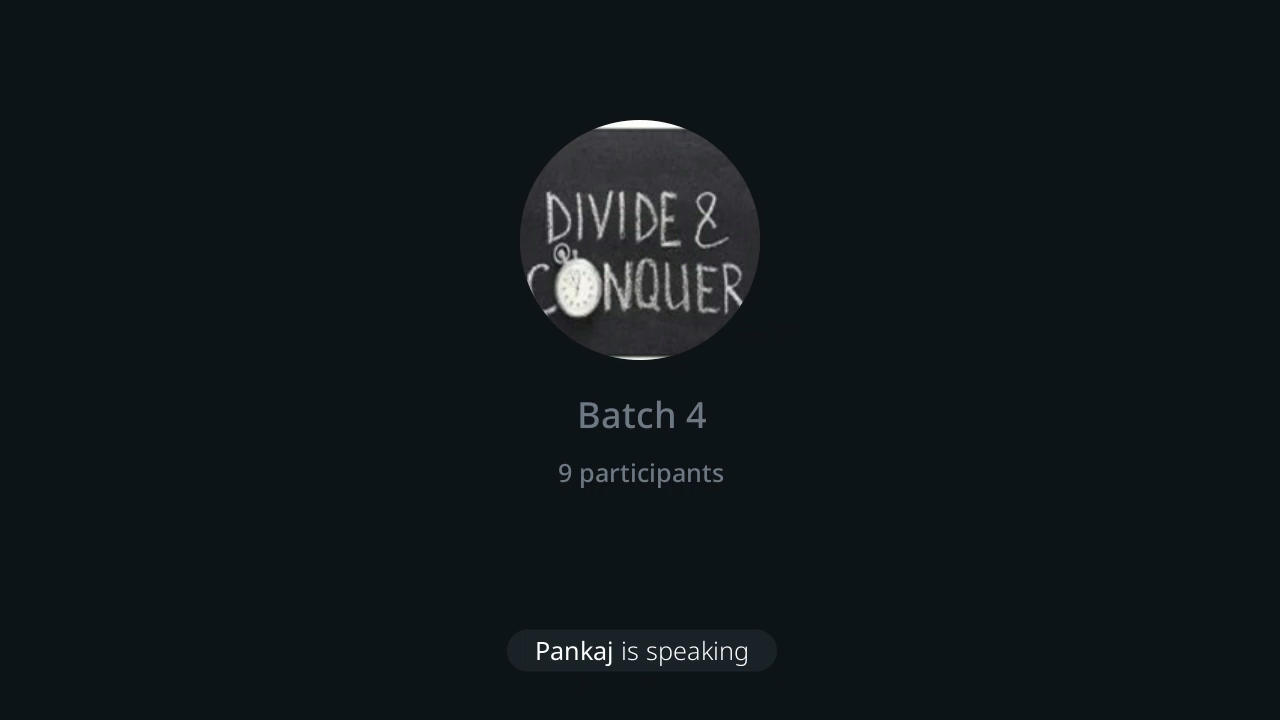 DIVIDE &
CONQUER
Batch 4
9 participants
Pankaj is speaking